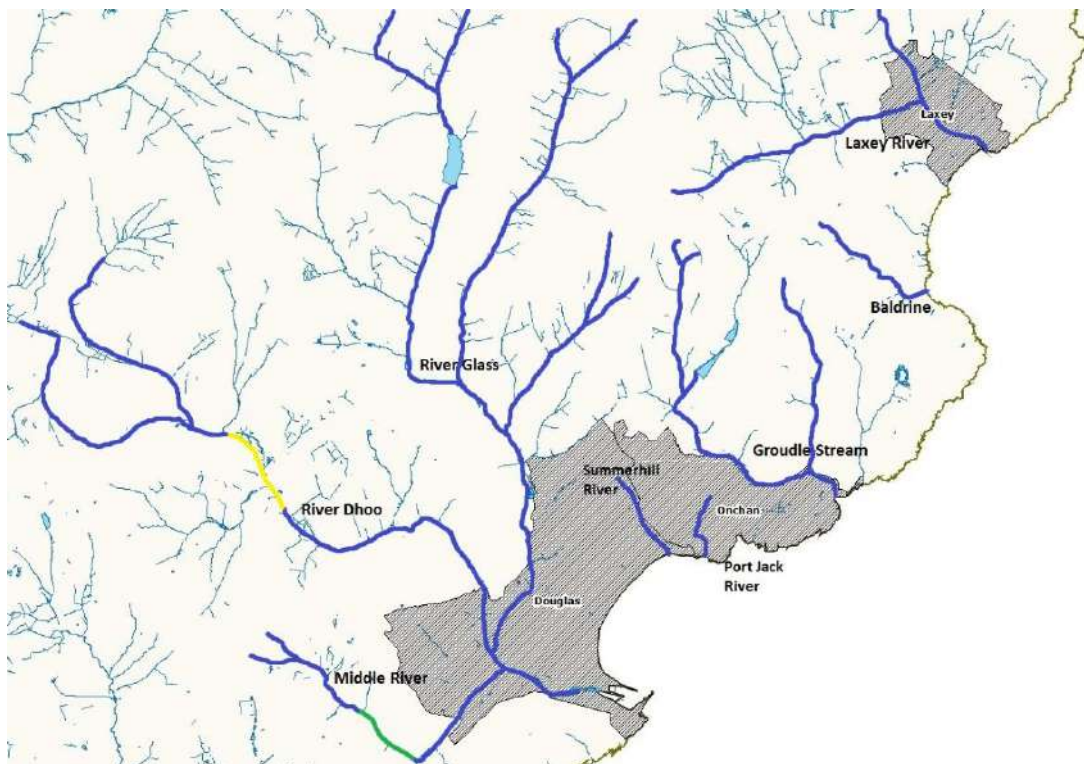 Laxey
Laxey River
Baldrine
River Glass
Groudle Stream
Summerhill
River
River Dhoo
Onchan
Port Jack
River
Douglas
Middle River